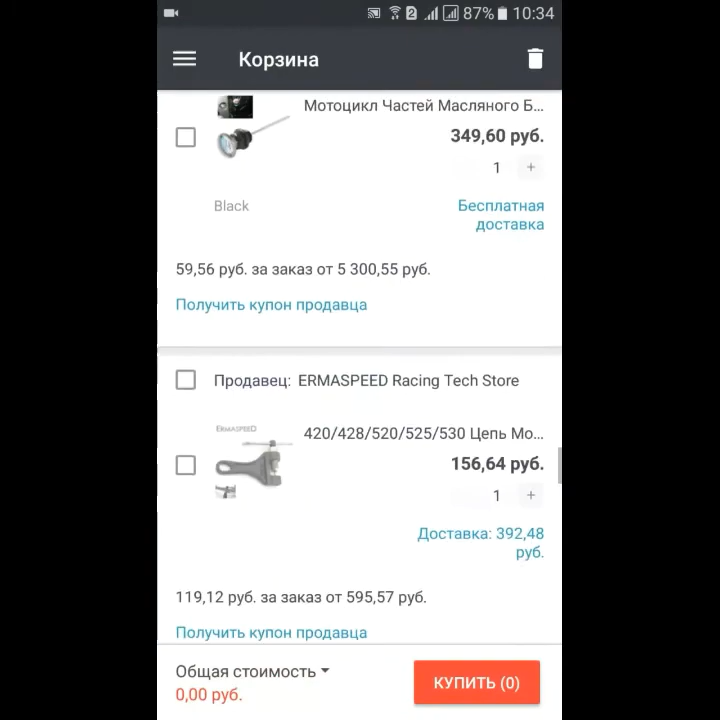 2 87% 10:34
Корзина
Мотоцикл Частей Масляного Б...
349,60 руб.
1 +
Black
Бесплатная
доставка
59,56 руб. за заказ от 5 300,55 руб.
Получить купон продавца
Продавец: ERMASPEED Racing Tech Store
ERMASPEED
420/428/520/525/530 Цепь Мо...
156,64 руб.
1 +
Доставка: 392,48
руб.
119,12 руб. за заказ от 595,57 руб.
Получить купон продавца
Общая стоимость
0,00 руб.
КУПИТЬ (0)